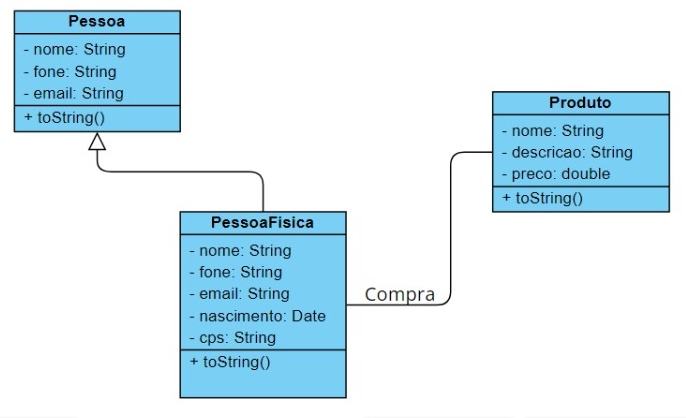 Pessoa
- nome: String
- fone: String
- email: String
+ toString()
Produto
- nome: String
- descricao: String
- preco: double
+ toString()
PessoaFisica
- nome: String
- fone: String
- email: String
- nascimento: Date
- cps: String
+ toString()
Compra